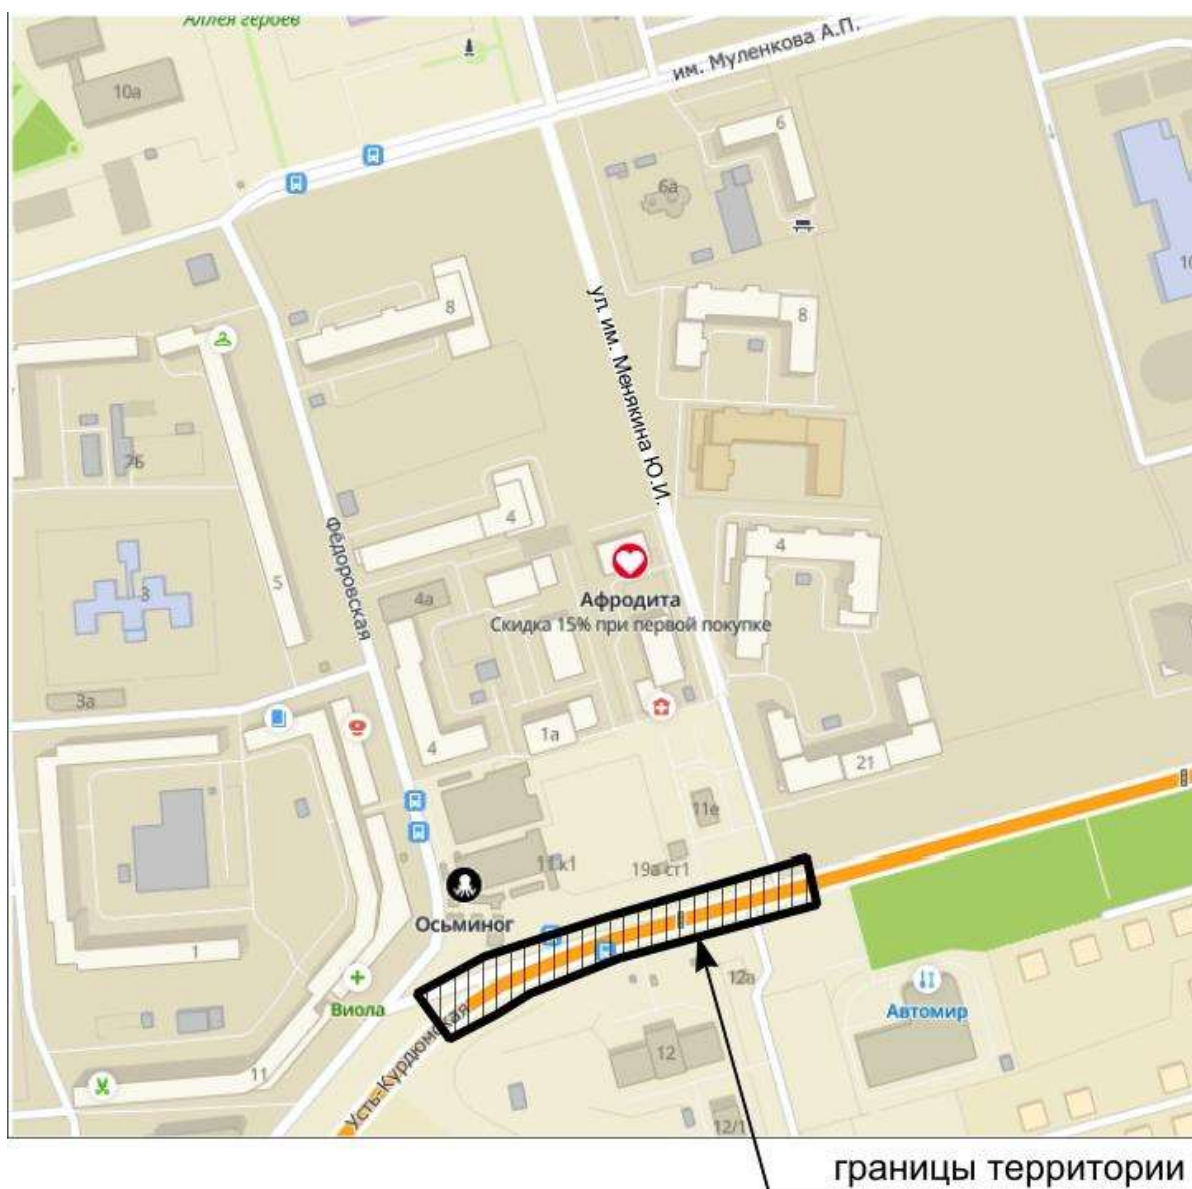 Аллея героев
10а
им. Муленкова А.П.
6
6а
8
8
ул. им. Менякина Ю.И.
2Б
4
4
Фёдоровская
5
3
4а
Афродита
Скидка 15% при первой покупке
3а
1а
4
21
11е
11 к1
19а ст1
Осьминог
1
Виола
12а
Автомир
Усть-Курдюмская
12
11
12/1
границы территории